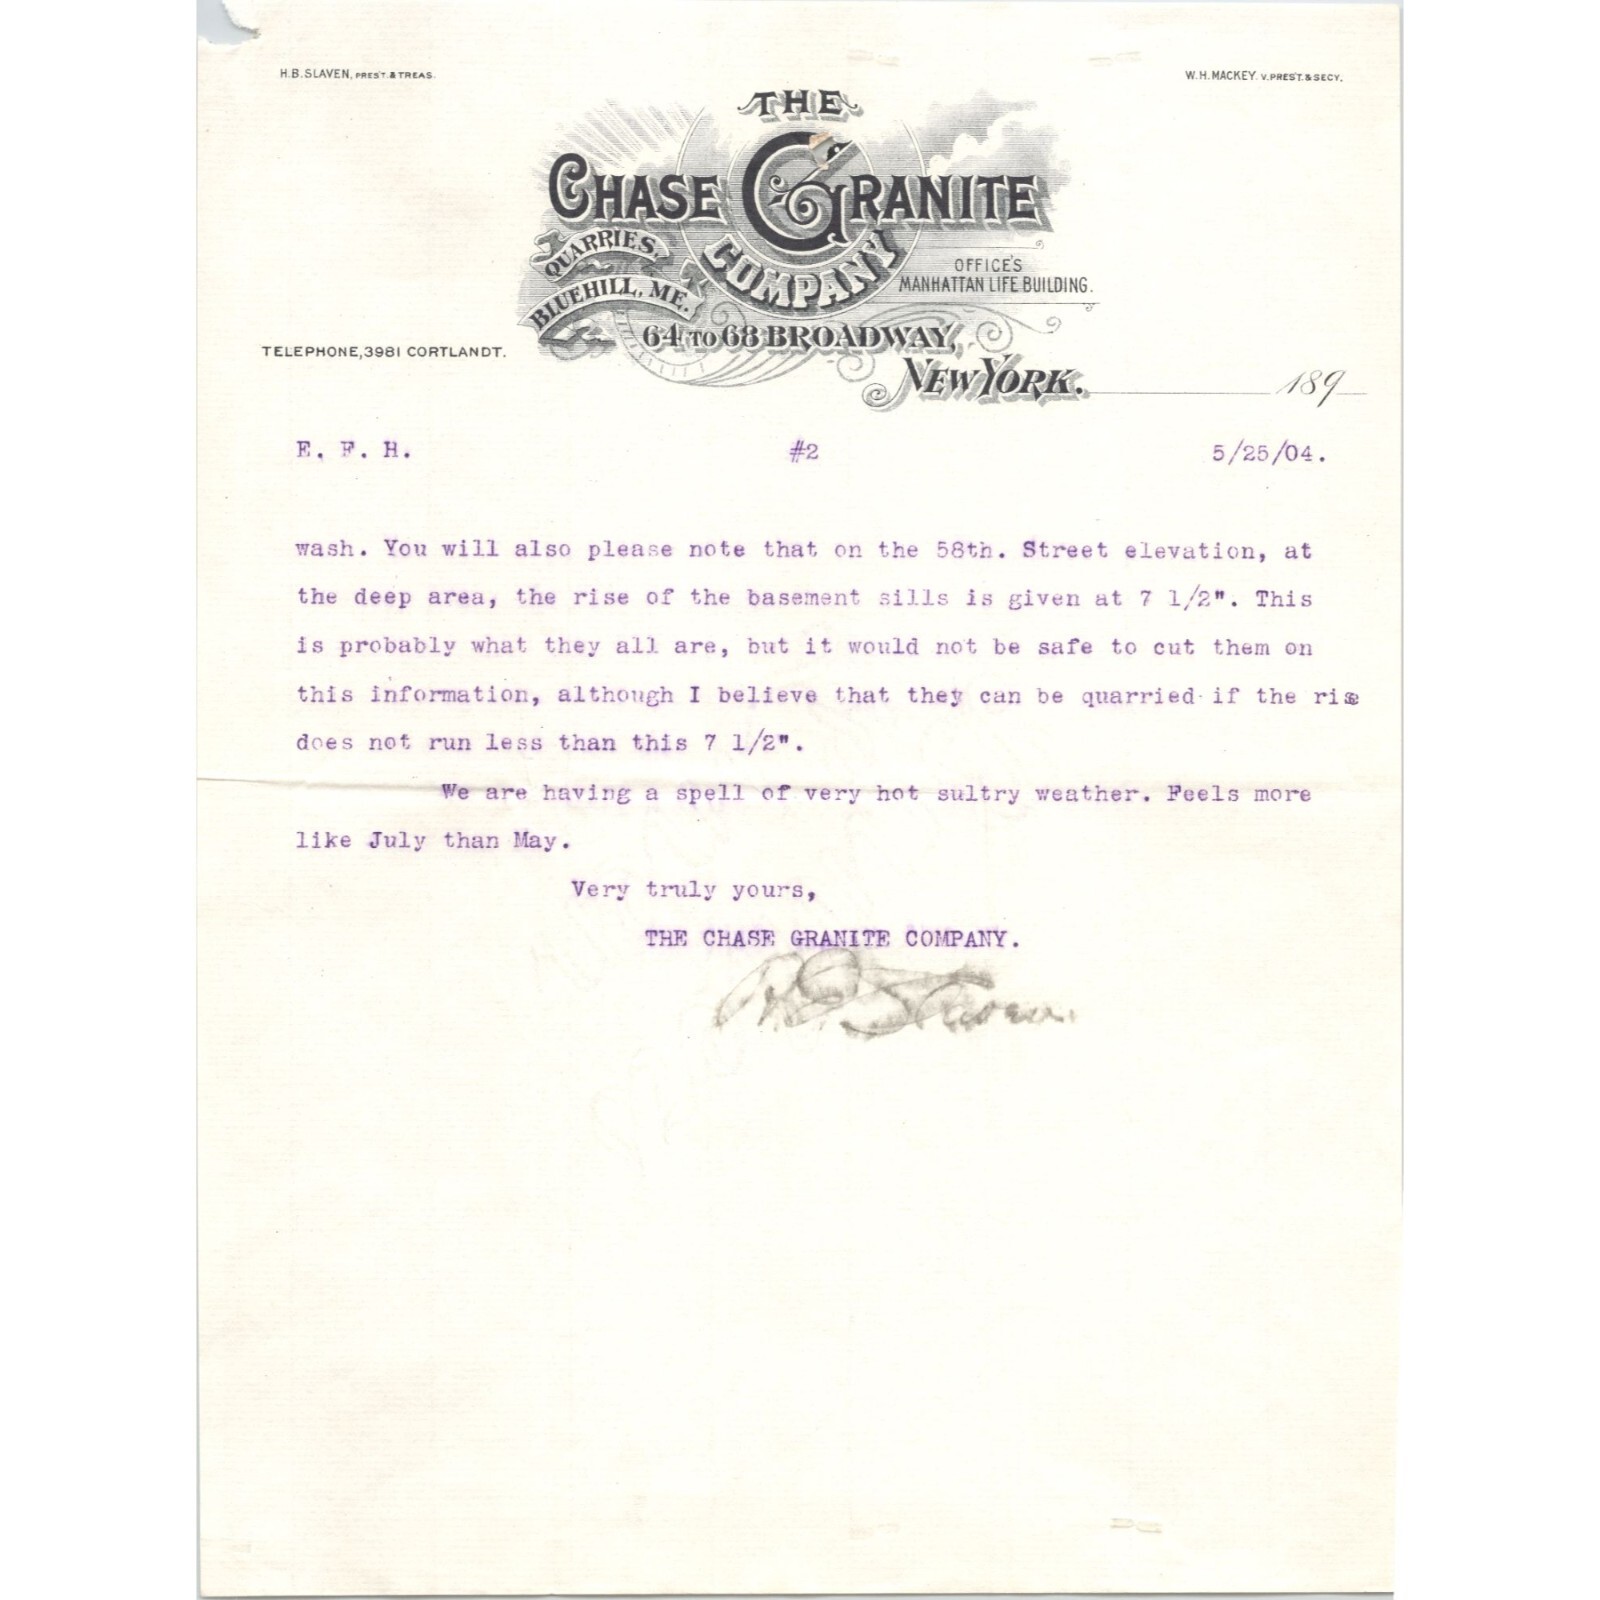 H.B. SLAVEN, PRES'T. & TREAS.
W.H. MACKEY. V. PRES'T. & SECY.
THE
CHASE GRANITE
COMPANY
QUARRIES,
BLUEHILL, ME.
OFFICE'S
MANHATTAN LIFE BUILDING.
64 TO 68 BROADWAY,
TELEPHONE, 3981 CORTLANDT.
NEW YORK. 189
E. F. H. #2 5/25/04.
wash. You will also please note that on the 58th. Street elevation, at
the deep area, the rise of the basement sills is given at 7 1/2". This
is probably what they all are, but it would not be safe to cut them on
this information, although I believe that they can be quarried if the rise
does not run less than this 7 1/2".
We are having a spell of very hot sultry weather. Feels more
like July than May.
Very truly yours,
THE CHASE GRANITE COMPANY.
H. B. Slaven.